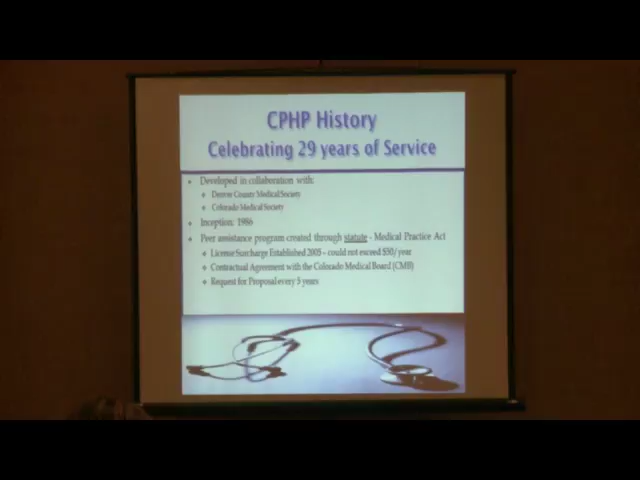 CPHP History
Celebrating 29 years of Service
Developed in collaboration with:
Denver County Medical Society
Colorado Medical Society
Inception: 1986
Peer assistance program created through statute - Medical Practice Act
License Surcharge Established 2005 – could not exceed $50/year
Contractual Agreement with the Colorado Medical Board (CMB)
Request for Proposal every 5 years